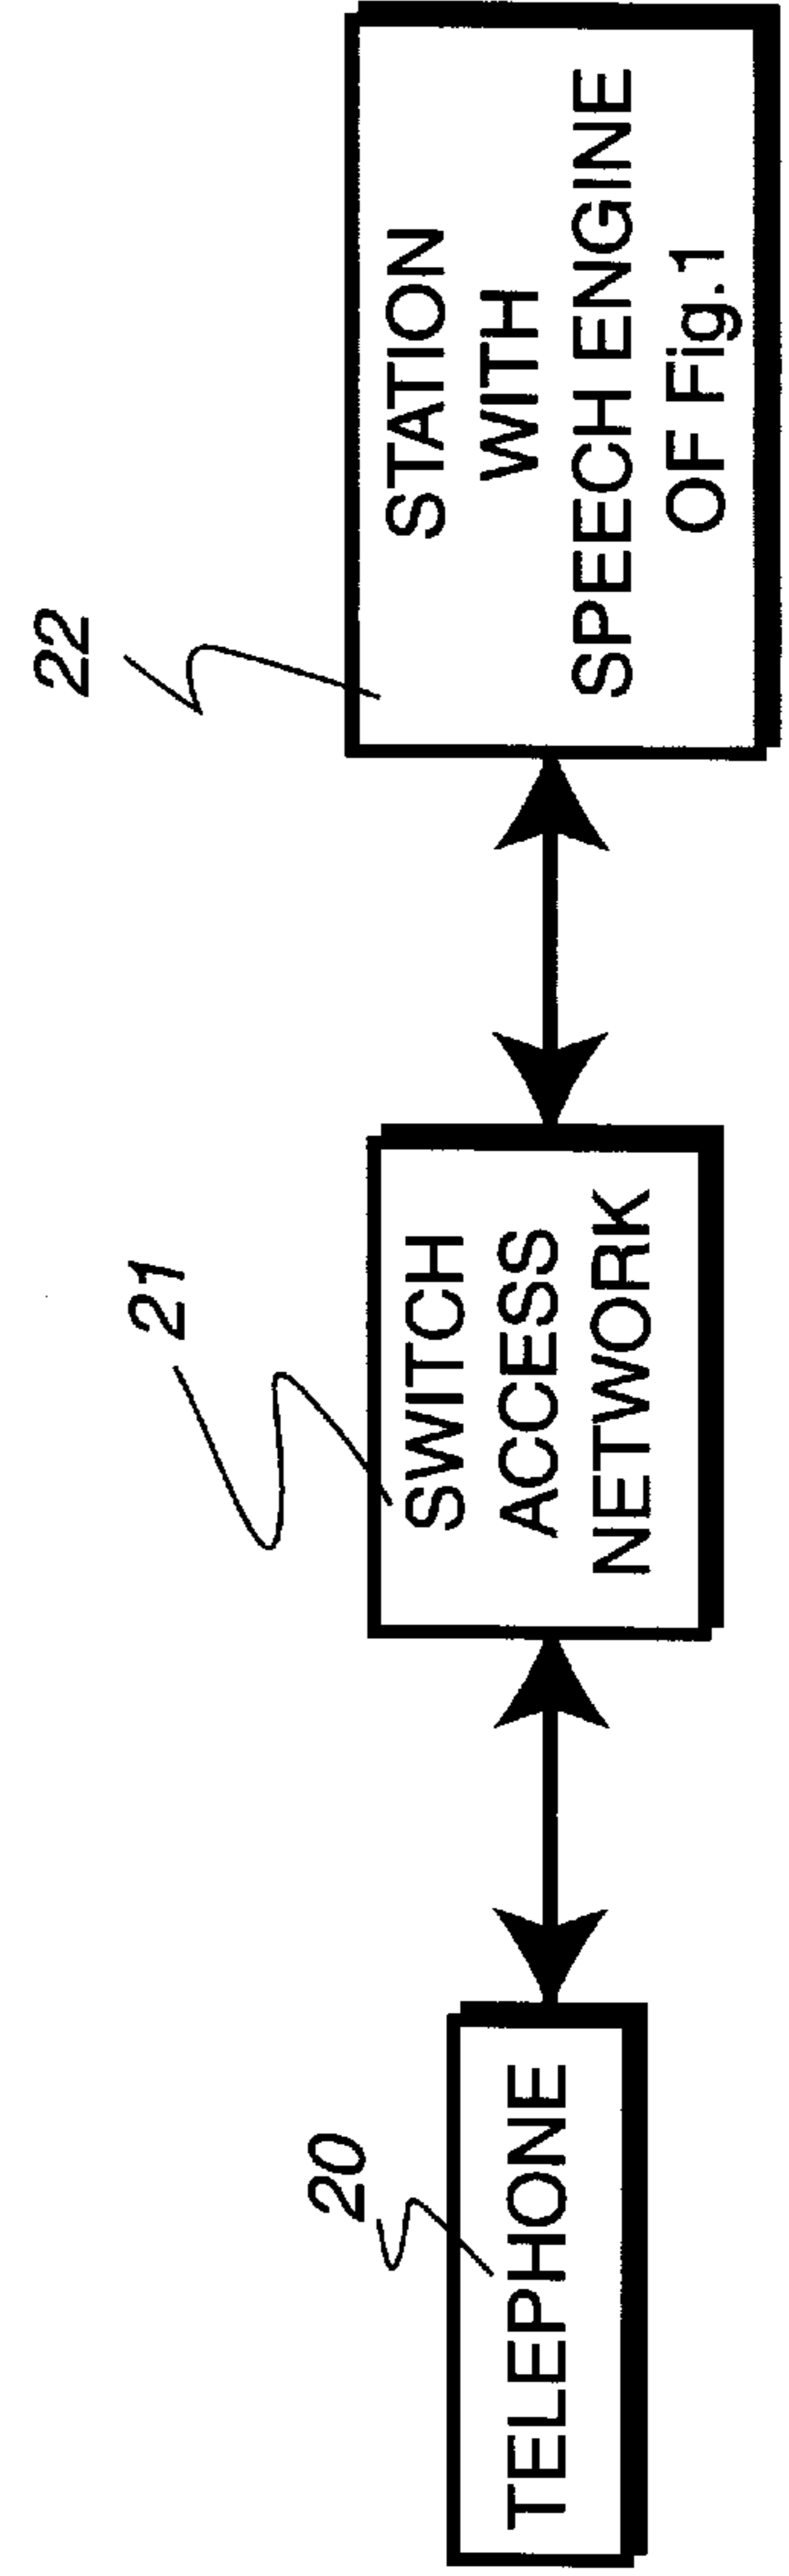 20
TELEPHONE
21
SWITCH
ACCESS
NETWORK
22
STATION
WITH
SPEECH ENGINE
OF Fig.1